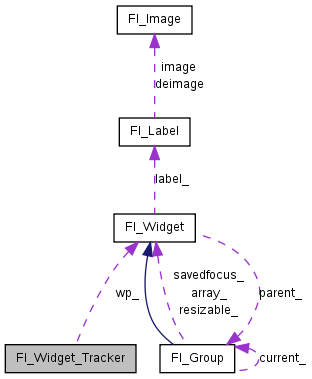 Fl_Image
image
deimage
Fl_Label
label_
Fl_Widget
savedfocus_
wp_
array_
parent_
resizable_
Fl_Widget_Tracker
Fl_Group
current_